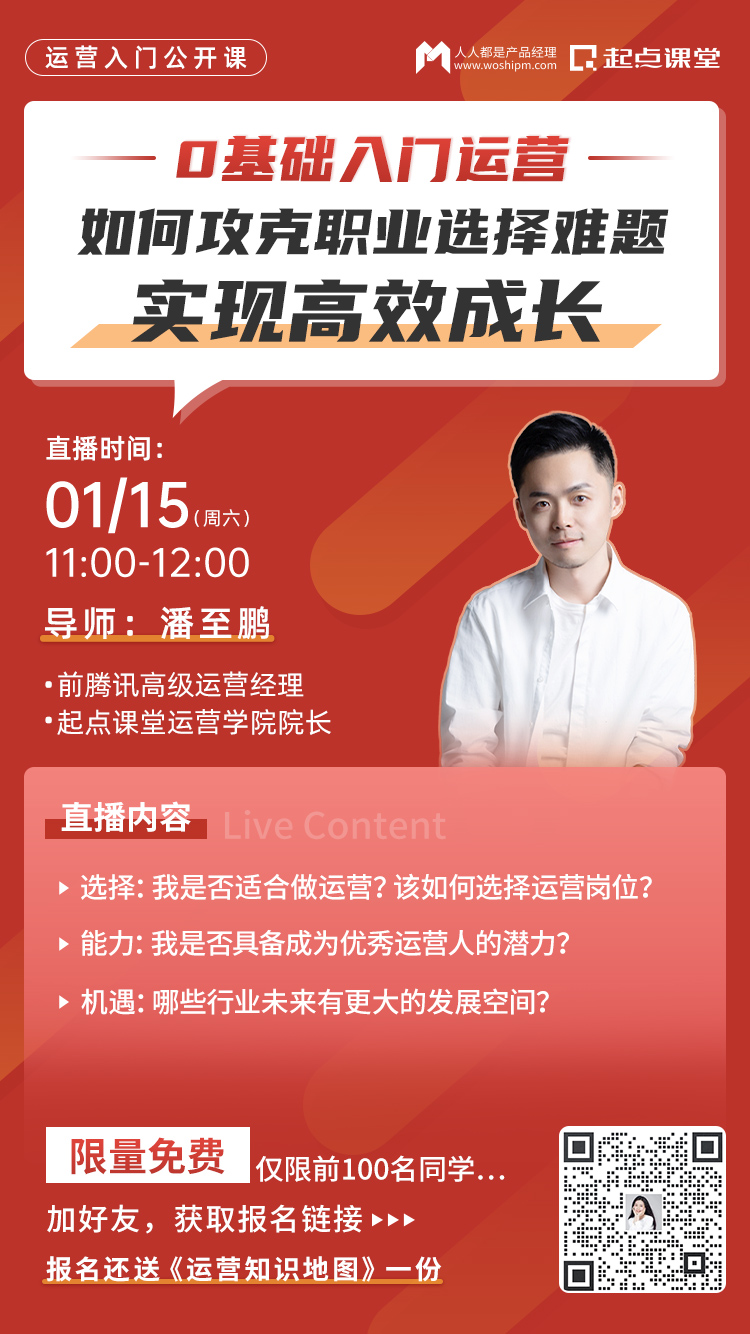 运营入门公开课
人人都是产品经理
www.woshipm.com
起点课堂
0基础入门运营
如何攻克职业选择难题
实现高效成长
直播时间：
01/15（周六）
11:00-12:00
导师：潘至鹏
·前腾讯高级运营经理
·起点课堂运营学院院长
直播内容 Live Content
选择：我是否适合做运营？该如何选择运营岗位？
能力：我是否具备成为优秀运营人的潜力？
机遇：哪些行业未来有更大的发展空间？
限量免费 仅限前100名同学…
加好友，获取报名链接
报名还送《运营知识地图》一份